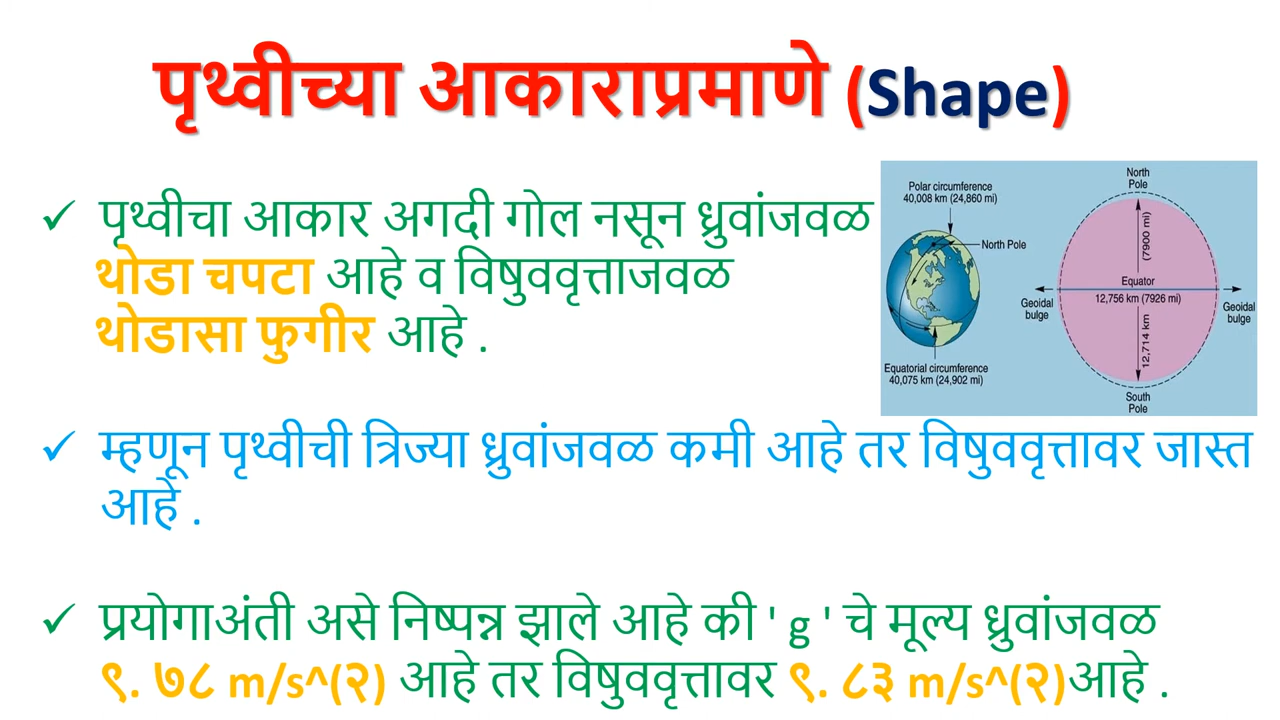 पृथ्वीच्या आकाराप्रमाणे (Shape)
✓ पृथ्वीचा आकार अगदी गोल नसून ध्रुवांजवळ
थोडा चपटा आहे व विषुववृत्ताजवळ
थोडासा फुगीर आहे .
Polar circumference
40,008 km (24,860 mi)
North Pole
Equatorial circumference
40,075 km (24,902 mi)
North
Pole
(7900 mi)
Equator
12,756 km (7926 mi)
Geoidal
bulge
Geoidal
bulge
12,714 km
South
Pole
✓ म्हणून पृथ्वीची त्रिज्या ध्रुवांजवळ कमी आहे तर विषुववृत्तावर जास्त
आहे .
✓ प्रयोगाअंती असे निष्पन्न झाले आहे की ' g ' चे मूल्य ध्रुवांजवळ
९. ७८ m/s^(२) आहे तर विषुववृत्तावर ९. ८३ m/s^(२)आहे .